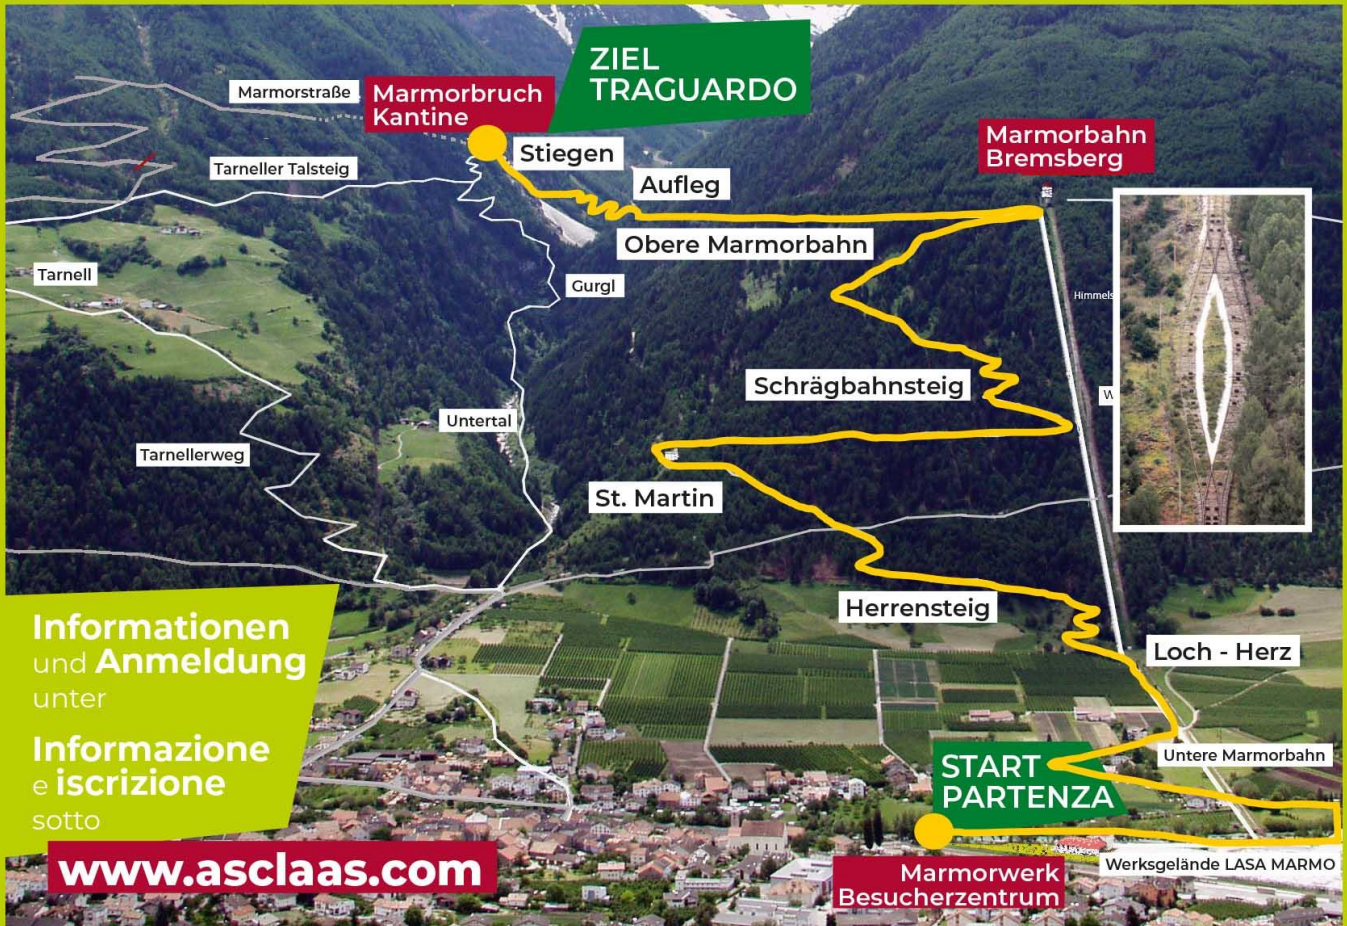 ZIEL
TRAGUARDO
Marmorstraße
Marmorbruch
Kantine
Stiegen
Marmorbahn
Bremsberg
Tarneller Talsteig
Aufleg
Obere Marmorbahn
Tarnell
Gurgl
Himmels
Schrägbahnsteig
W
Untertal
Tarnellerweg
St. Martin
Herrensteig
Loch - Herz
Informationen
und Anmeldung
unter
Informazione
e iscrizione
sotto
www.asclaas.com
START
PARTENZA
Untere Marmorbahn
Werksgelände LASA MARMO
Marmorwerk
Besucherzentrum